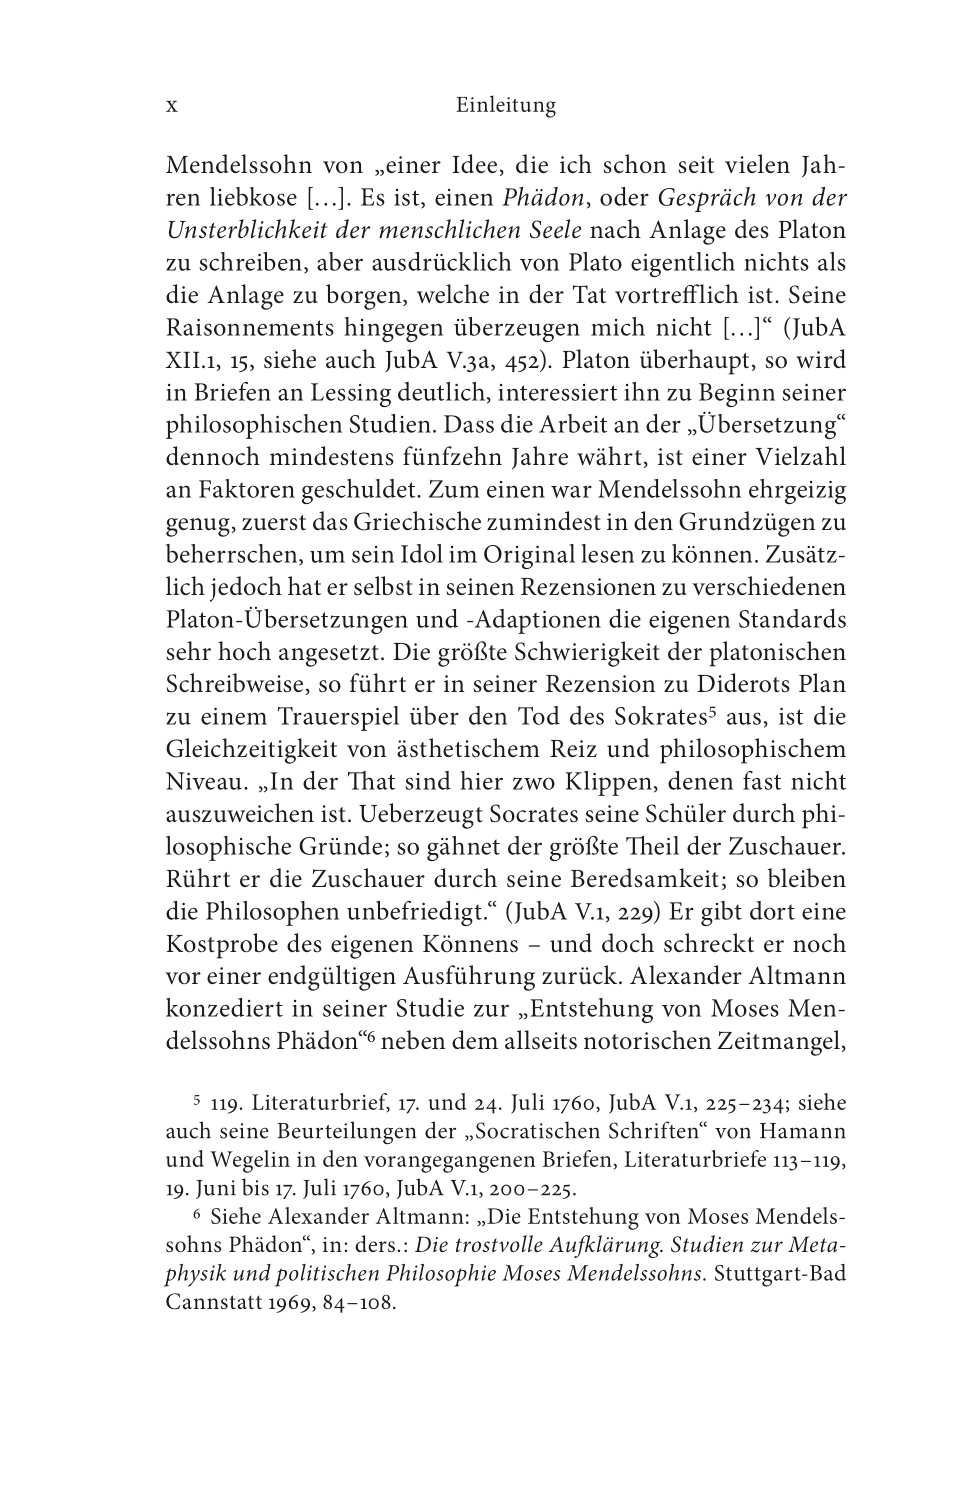 x
Einleitung
Mendelssohn von „einer Idee, die ich schon seit vielen Jah-
ren liebkose […]. Es ist, einen Phädon, oder Gespräch von der
Unsterblichkeit der menschlichen Seele nach Anlage des Platon
zu schreiben, aber ausdrücklich von Plato eigentlich nichts als
die Anlage zu borgen, welche in der Tat vortrefflich ist. Seine
Raisonnements hingegen überzeugen mich nicht […]“ (JubA
XII.1, 15, siehe auch JubA V.3a, 452). Platon überhaupt, so wird
in Briefen an Lessing deutlich, interessiert ihn zu Beginn seiner
philosophischen Studien. Dass die Arbeit an der „Übersetzung“
dennoch mindestens fünfzehn Jahre währt, ist einer Vielzahl
an Faktoren geschuldet. Zum einen war Mendelssohn ehrgeizig
genug, zuerst das Griechische zumindest in den Grundzügen zu
beherrschen, um sein Idol im Original lesen zu können. Zusätz-
lich jedoch hat er selbst in seinen Rezensionen zu verschiedenen
Platon-Übersetzungen und -Adaptionen die eigenen Standards
sehr hoch angesetzt. Die größte Schwierigkeit der platonischen
Schreibweise, so führt er in seiner Rezension zu Diderots Plan
zu einem Trauerspiel über den Tod des Sokrates⁵ aus, ist die
Gleichzeitigkeit von ästhetischem Reiz und philosophischem
Niveau. „In der That sind hier zwo Klippen, denen fast nicht
auszuweichen ist. Ueberzeugt Socrates seine Schüler durch phi-
losophische Gründe; so gähnet der größte Theil der Zuschauer.
Rührt er die Zuschauer durch seine Beredsamkeit; so bleiben
die Philosophen unbefriedigt.“ (JubA V.1, 229) Er gibt dort eine
Kostprobe des eigenen Könnens – und doch schreckt er noch
vor einer endgültigen Ausführung zurück. Alexander Altmann
konzediert in seiner Studie zur „Entstehung von Moses Men-
delssohns Phädon“⁶ neben dem allseits notorischen Zeitmangel,
⁵ 119. Literaturbrief, 17. und 24. Juli 1760, JubA V.1, 225–234; siehe
auch seine Beurteilungen der „Socratischen Schriften“ von Hamann
und Wegelin in den vorangegangenen Briefen, Literaturbriefe 113–119,
19. Juni bis 17. Juli 1760, JubA V.1, 200–225.
⁶ Siehe Alexander Altmann: „Die Entstehung von Moses Mendels-
sohns Phädon“, in: ders.: Die trostvolle Aufklärung. Studien zur Meta-
physik und politischen Philosophie Moses Mendelssohns. Stuttgart-Bad
Cannstatt 1969, 84–108.